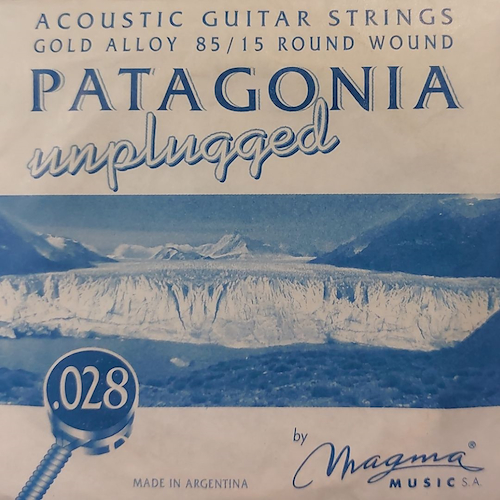 ACOUSTIC GUITAR STRINGS
GOLD ALLOY 85/15 ROUND WOUND
PATAGONIA
unplugged
.028
by
Magma®
MUSIC S.A.
MADE IN ARGENTINA